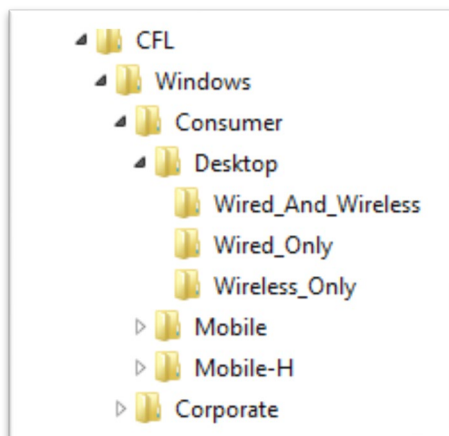 CFL
Windows
Consumer
Desktop
Wired_And_Wireless
Wired_Only
Wireless_Only
Mobile
Mobile-H
Corporate